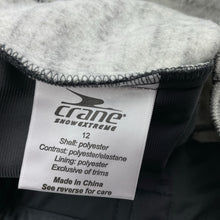 crane
SNOWEXTREME
12
Shell: polyester
Contrast: polyester/elastane
Lining: polyester
Exclusive of trims
Made in China
See reverse for care